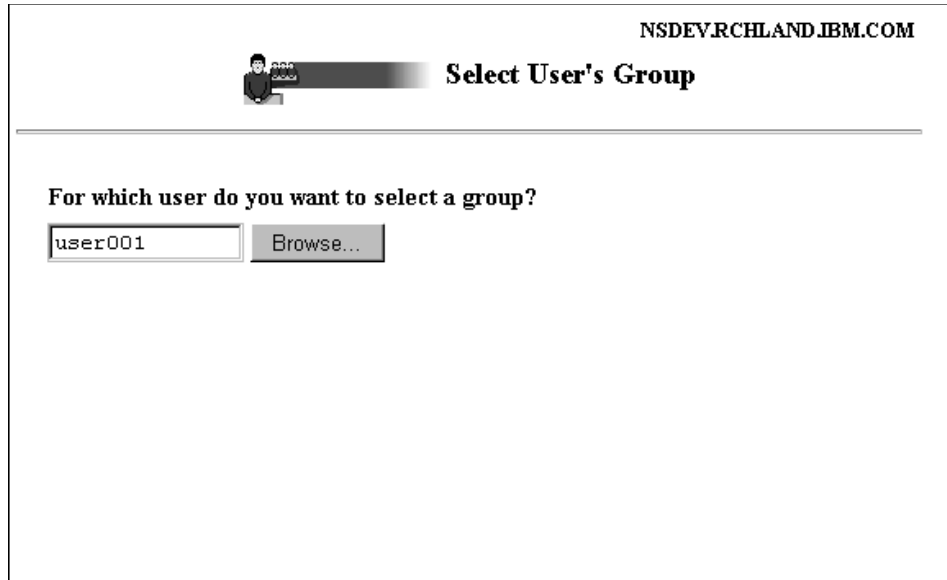 NSDEV.RCHLAND.IBM.COM
Select User's Group
For which user do you want to select a group?
user001
Browse...